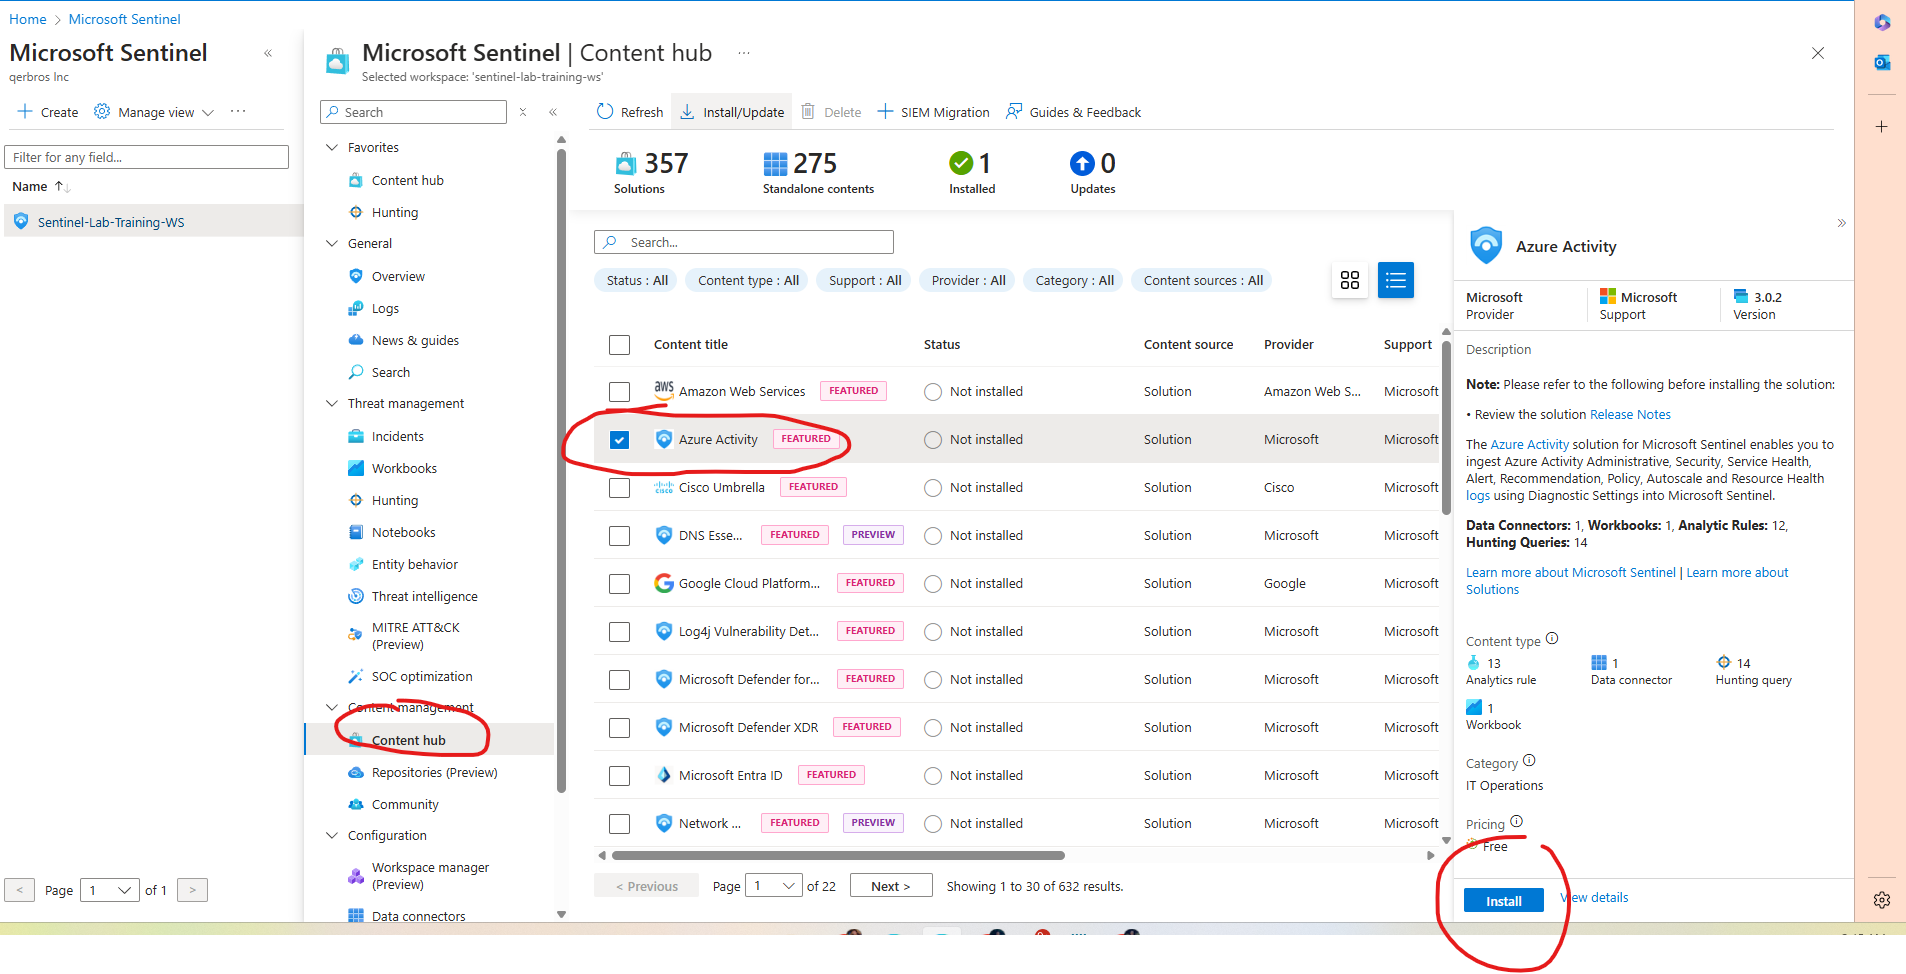 Home > Microsoft Sentinel
Microsoft Sentinel
qerbros Inc
Create
Manage view
Filter for any field...
Name
Sentinel-Lab-Training-WS
< Page 1 of 1 >
Microsoft Sentinel | Content hub
Selected workspace: 'sentinel-lab-training-ws'
Search
Favorites
Content hub
Hunting
General
Overview
Logs
News & guides
Search
Threat management
Incidents
Workbooks
Hunting
Notebooks
Entity behavior
Threat intelligence
MITRE ATT&CK
(Preview)
SOC optimization
Content management
Content hub
Repositories (Preview)
Community
Configuration
Workspace manager
(Preview)
Data connectors
Refresh
Install/Update
Delete
SIEM Migration
Guides & Feedback
357
Solutions
275
Standalone contents
1
Installed
0
Updates
Search...
Status : All
Content type : All
Support : All
Provider : All
Category : All
Content sources : All
Content title Status Content source Provider Support
aws Amazon Web Services FEATURED Not installed Solution Amazon Web S... Microsoft
Azure Activity FEATURED Not installed Solution Microsoft Microsoft
cisco Cisco Umbrella FEATURED Not installed Solution Cisco Microsoft
DNS Esse... FEATURED PREVIEW Not installed Solution Microsoft Microsoft
Google Cloud Platform... FEATURED Not installed Solution Google Microsoft
Log4j Vulnerability Det... FEATURED Not installed Solution Microsoft Microsoft
Microsoft Defender for... FEATURED Not installed Solution Microsoft Microsoft
Microsoft Defender XDR FEATURED Not installed Solution Microsoft Microsoft
Microsoft Entra ID FEATURED Not installed Solution Microsoft Microsoft
Network ... FEATURED PREVIEW Not installed Solution Microsoft Microsoft
< Previous Page 1 of 22 Next > Showing 1 to 30 of 632 results.
Azure Activity
Microsoft
Provider
Microsoft
Support
3.0.2
Version
Description
Note: Please refer to the following before installing the solution:
• Review the solution Release Notes
The Azure Activity solution for Microsoft Sentinel enables you to
ingest Azure Activity Administrative, Security, Service Health,
Alert, Recommendation, Policy, Autoscale and Resource Health
logs using Diagnostic Settings into Microsoft Sentinel.
Data Connectors: 1, Workbooks: 1, Analytic Rules: 12,
Hunting Queries: 14
Learn more about Microsoft Sentinel | Learn more about
Solutions
Content type
13
Analytics rule
1
Data connector
14
Hunting query
1
Workbook
Category
IT Operations
Pricing
Free
Install
View details